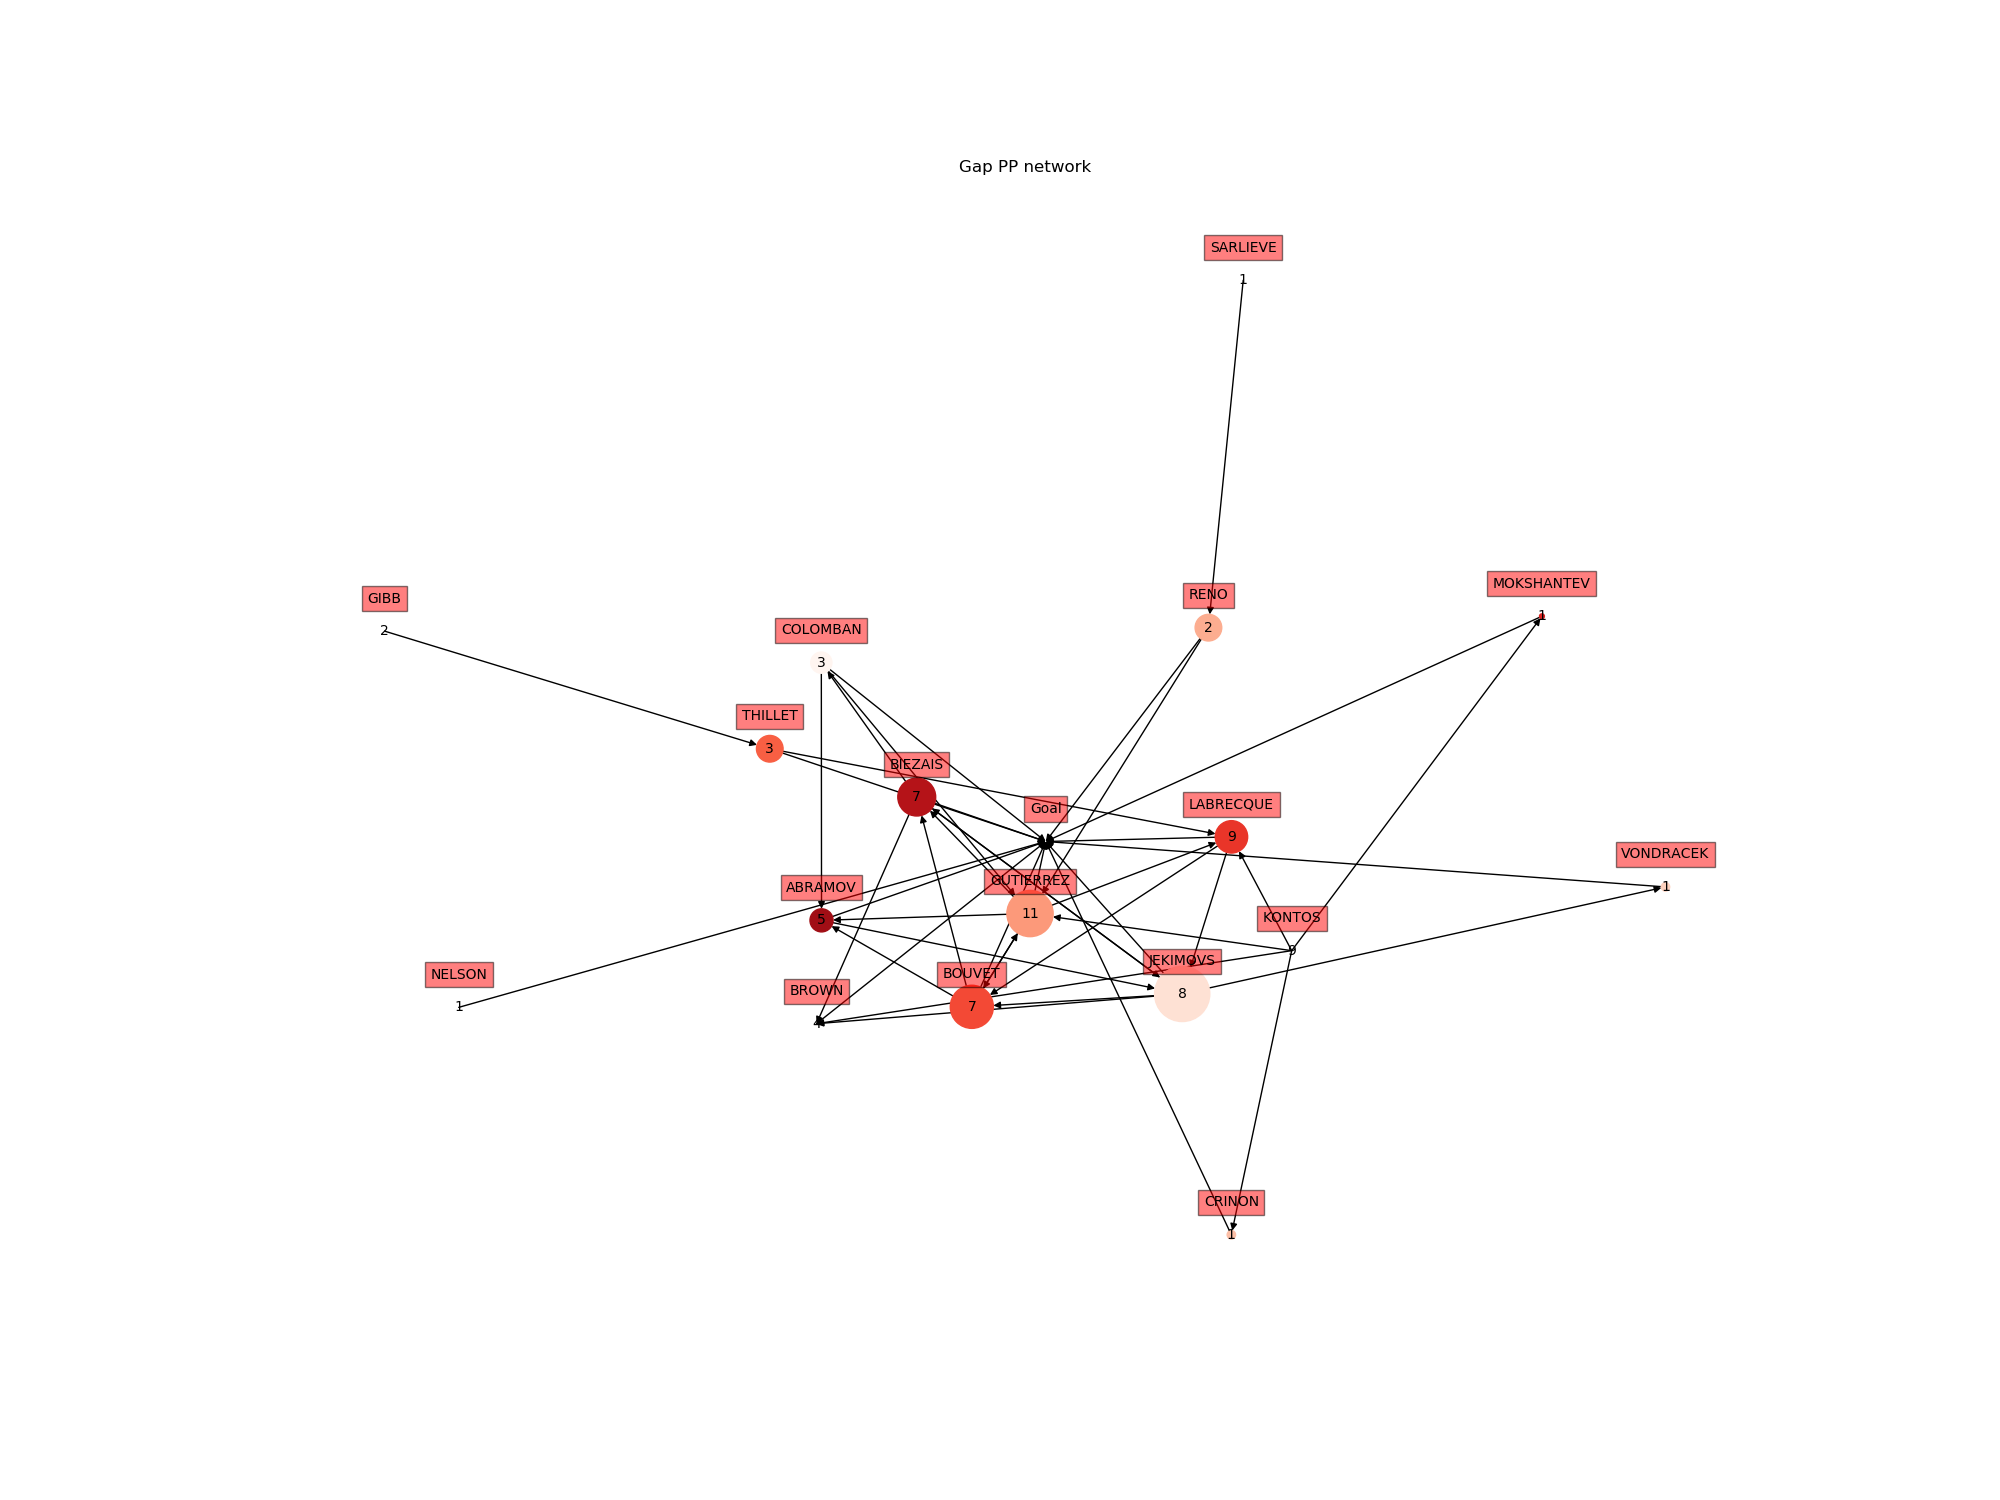 Gap PP network
SARLIEVE
1
MOKSHANTEV
1
RENO
2
GIBB
2
COLOMBAN
3
THILLET
3
BIEZAIS
7
Goal
LABRECQUE
9
VONDRACEK
1
GUTIERREZ
11
ABRAMOV
5
KONTOS
9
JEKIMOVS
8
BOUVET
7
NELSON
1
BROWN
4
CRINON
1